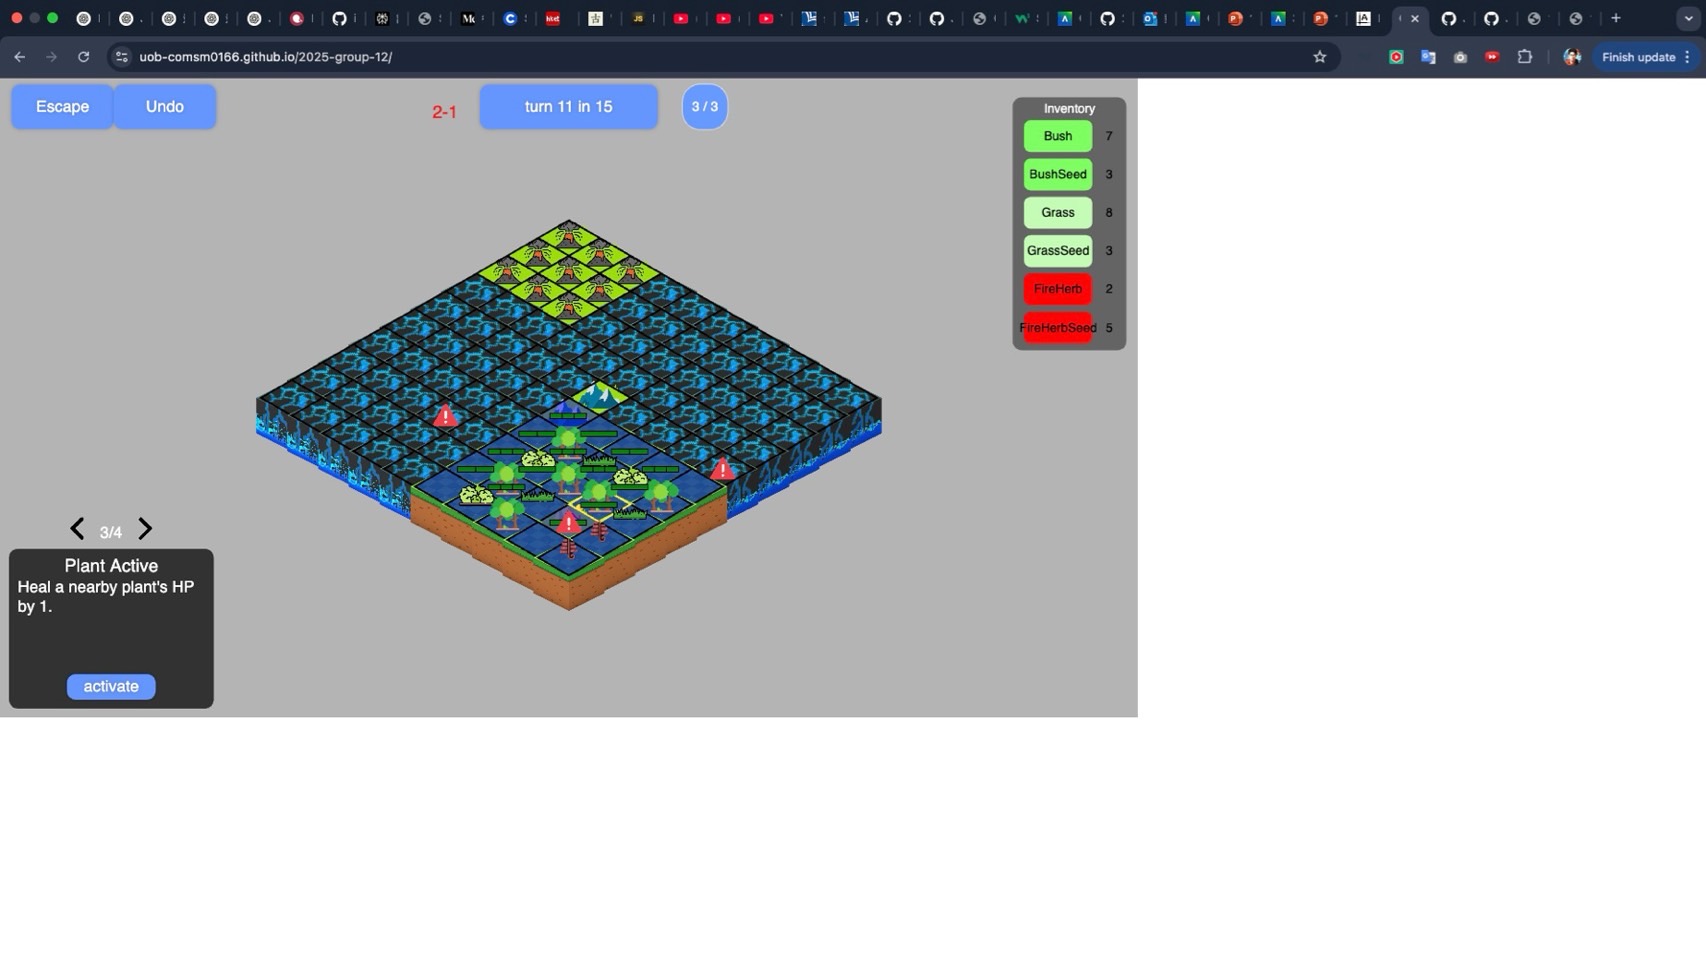 uob-comsm0166.github.io/2025-group-12/
Finish update
Escape
Undo
2-1
turn 11 in 15
3 / 3
Inventory
Bush 7
BushSeed 3
Grass 8
GrassSeed 3
FireHerb 2
FireHerbSeed 5
3/4
Plant Active
Heal a nearby plant's HP
by 1.
activate